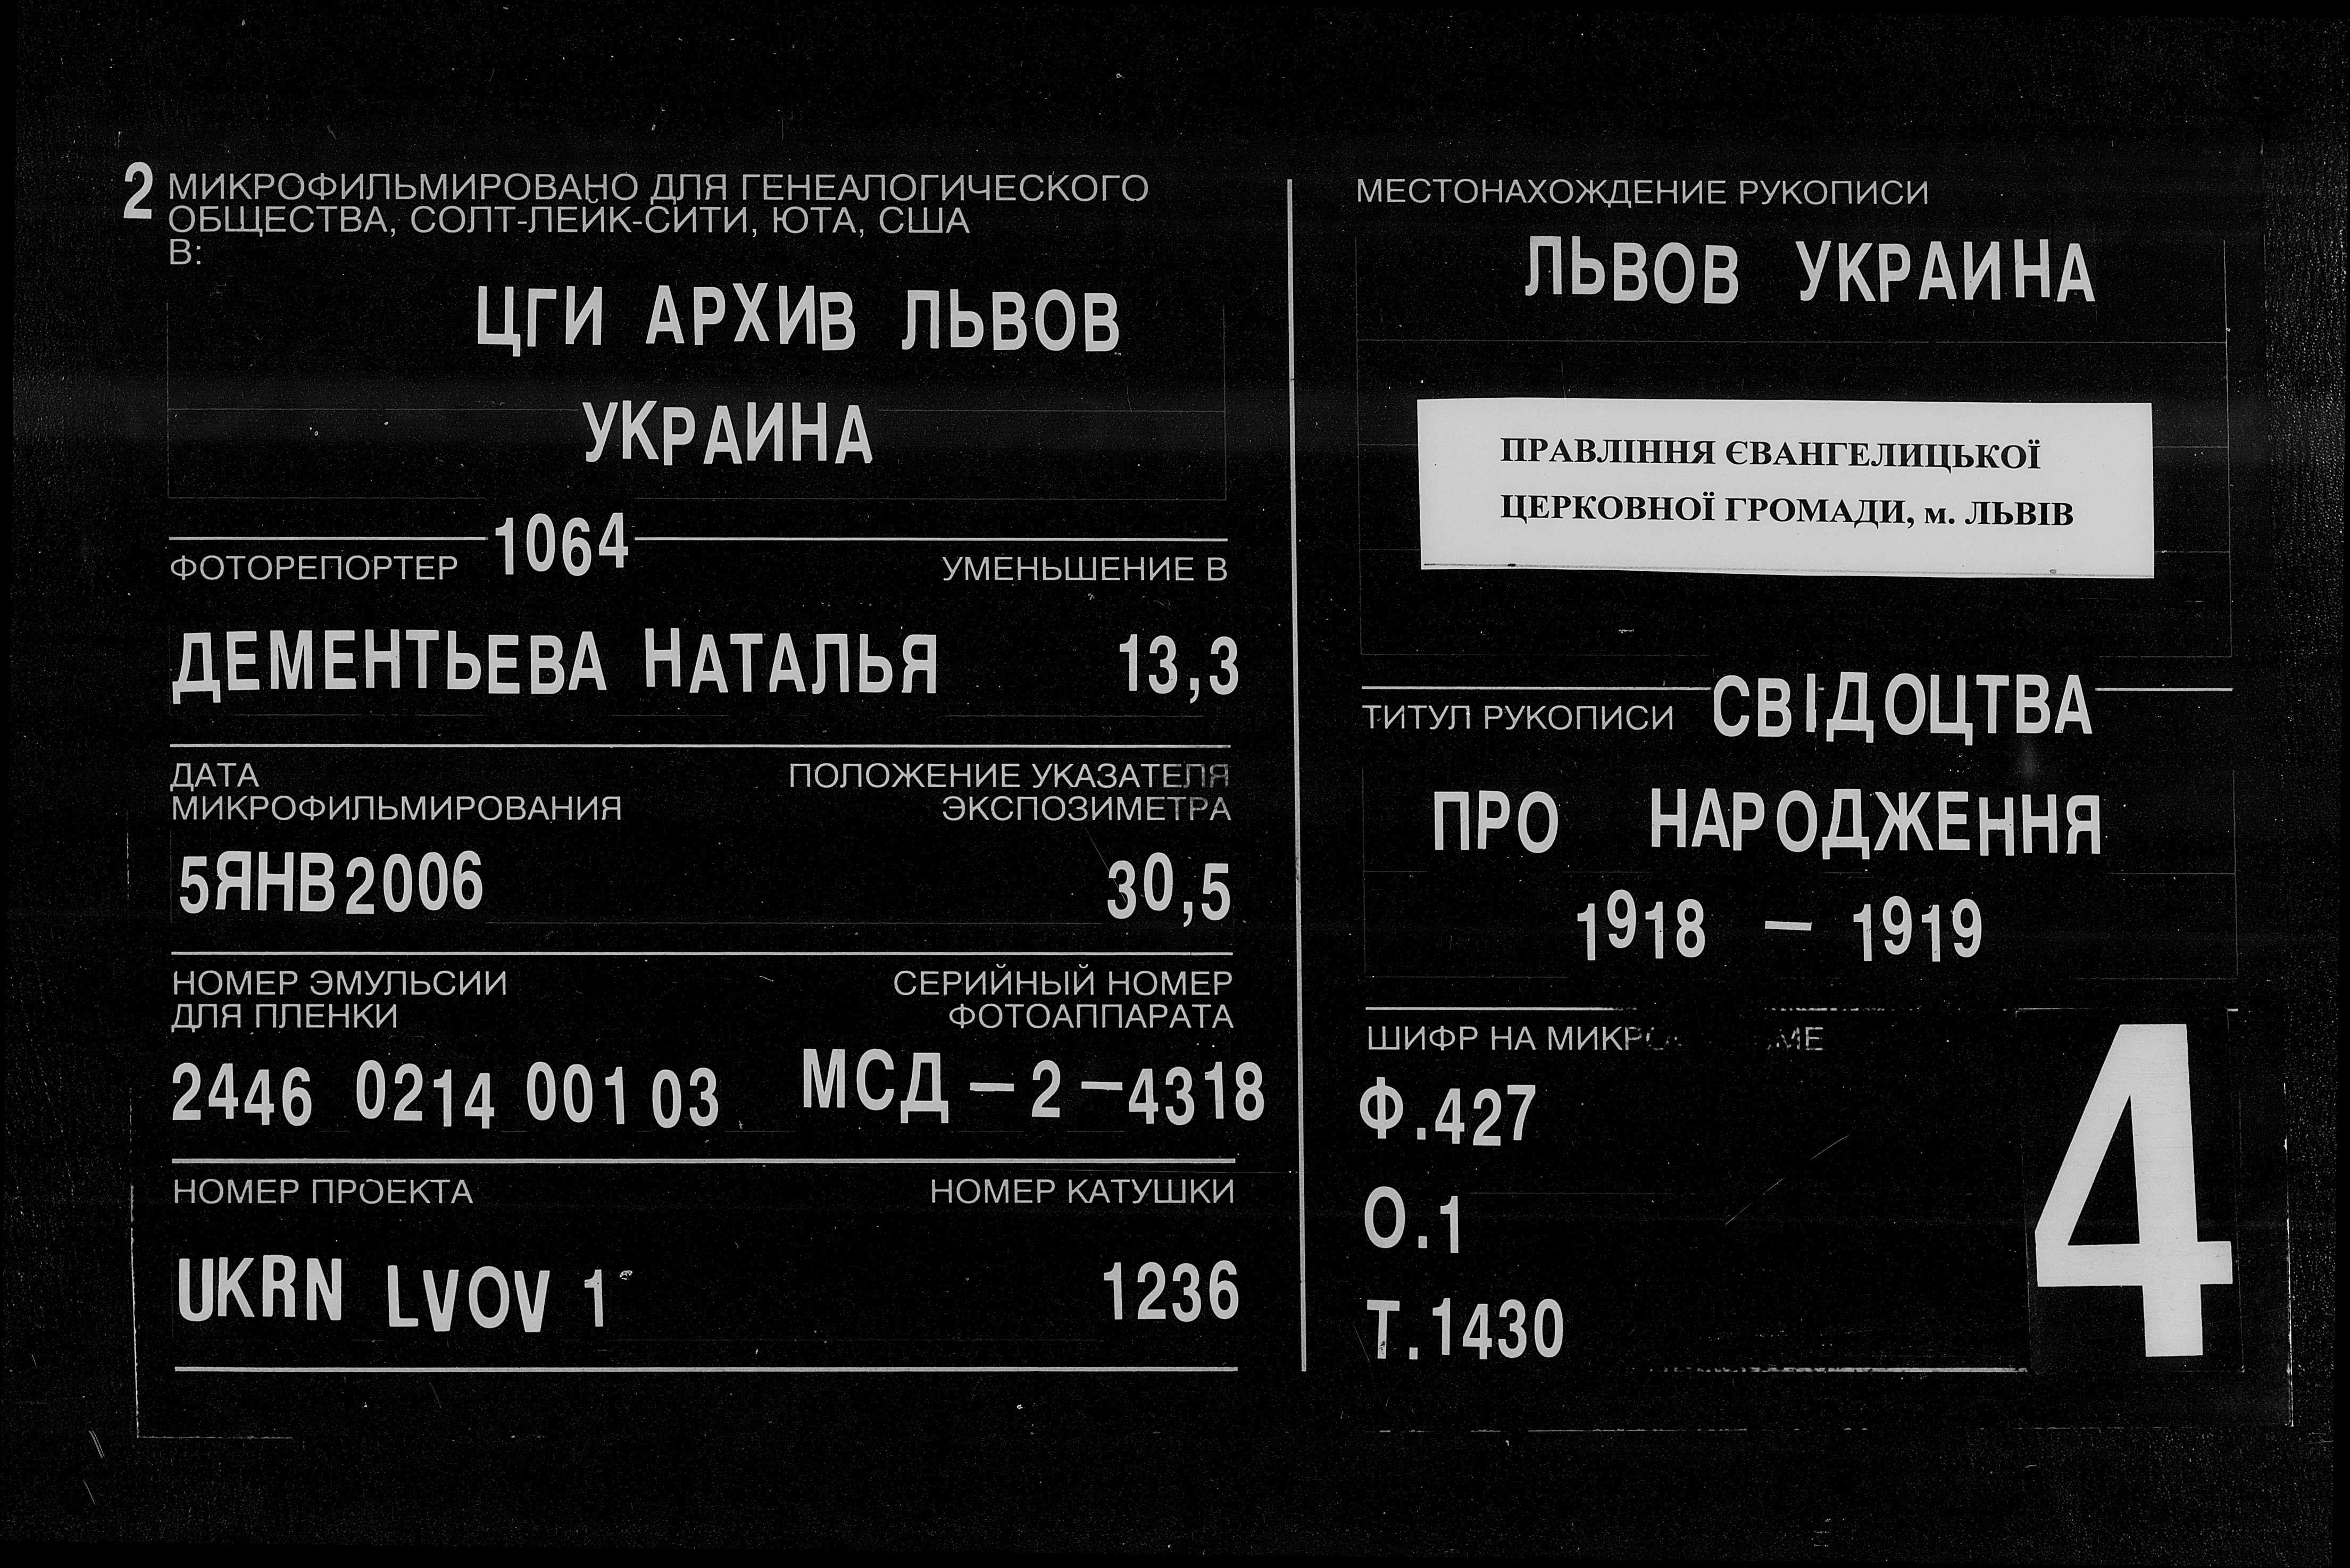 2 МИКРОФИЛЬМИРОВАНО ДЛЯ ГЕНЕАЛОГИЧЕСКОГО
ОБЩЕСТВА, СОЛТ-ЛЕЙК-СИТИ, ЮТА, США
В:
ЦГИ АРХИВ ЛЬВОВ
УКРАИНА
1064
ФОТОРЕПОРТЕР УМЕНЬШЕНИЕ В
ДЕМЕНТЬЕВА НАТАЛЬЯ 13,3
ДАТА ПОЛОЖЕНИЕ УКАЗАТЕЛЯ
МИКРОФИЛЬМИРОВАНИЯ ЭКСПОЗИМЕТРА
5ЯНВ2006 30,5
НОМЕР ЭМУЛЬСИИ СЕРИЙНЫЙ НОМЕР
ДЛЯ ПЛЕНКИ ФОТОАППАРАТА
2446 0214 001 03 МСД – 2 – 4318
НОМЕР ПРОЕКТА НОМЕР КАТУШКИ
UKRN LVOV 1 1236
МЕСТОНАХОЖДЕНИЕ РУКОПИСИ
ЛЬВОВ УКРАИНА
ПРАВЛІННЯ ЄВАНГЕЛИЦЬКОЇ
ЦЕРКОВНОЇ ГРОМАДИ, м. ЛЬВІВ
ТИТУЛ РУКОПИСИ СВІДОЦТВА
ПРО НАРОДЖЕННЯ
1918 – 1919
ШИФР НА
Ф.427
О.1
Т.1430
4